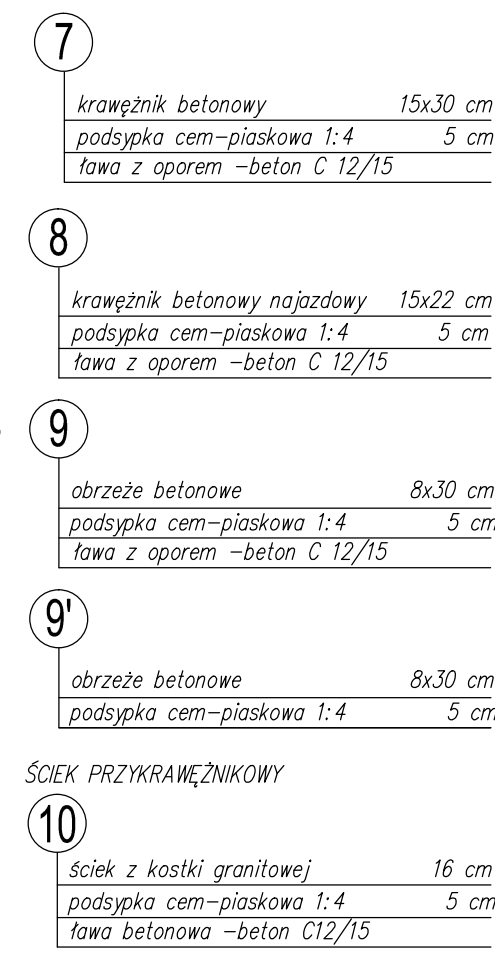 7
krawężnik betonowy 15x30 cm
podsypka cem-piaskowa 1:4 5 cm
ława z oporem -beton C 12/15
8
krawężnik betonowy najazdowy 15x22 cm
podsypka cem-piaskowa 1:4 5 cm
ława z oporem -beton C 12/15
9
obrzeże betonowe 8x30 cm
podsypka cem-piaskowa 1:4 5 cm
ława z oporem -beton C 12/15
9'
obrzeże betonowe 8x30 cm
podsypka cem-piaskowa 1:4 5 cm
ŚCIEK PRZYKRAWĘŻNIKOWY
10
ściek z kostki granitowej 16 cm
podsypka cem-piaskowa 1:4 5 cm
ława betonowa -beton C12/15